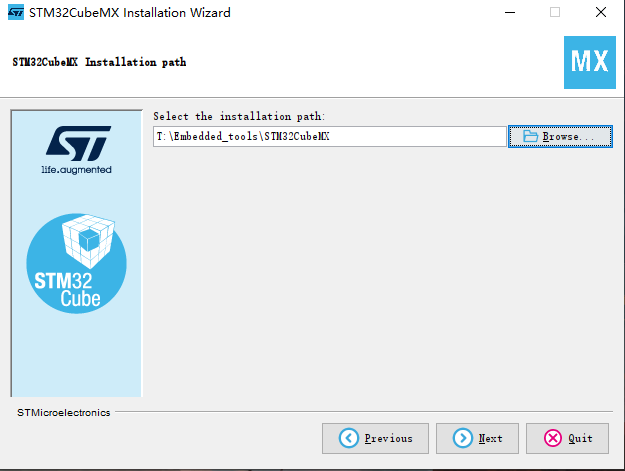 STM32CubeMX Installation Wizard
STM32CubeMX Installation path
MX
Select the installation path:
T:\Embedded_tools\STM32CubeMX
Browse...
ST
life.augmented
STM32
Cube
STMicroelectronics
Previous
Next
Quit